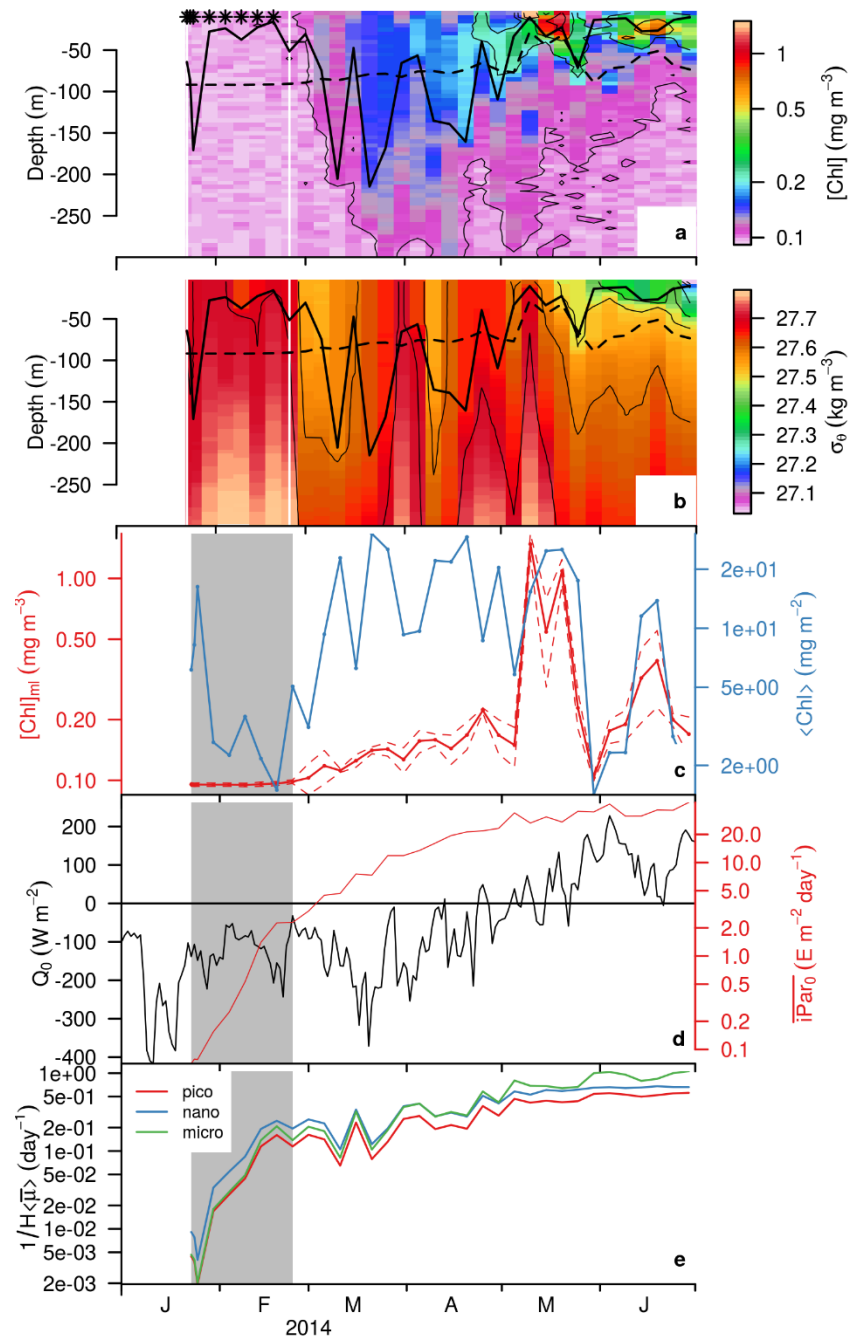 -50
-100
-150
-200
-250
Depth (m)
a
1
0.5
0.2
0.1
[Chl] (mg m⁻³)
-50
-100
-150
-200
-250
Depth (m)
b
27.7
27.6
27.5
27.4
27.3
27.2
27.1
σθ (kg m⁻³)
1.00
0.50
0.20
0.10
[Chl]ml (mg m⁻³)
c
2e+01
1e+01
5e+00
2e+00
<Chl> (mg m⁻²)
200
100
0
-100
-200
-300
-400
Q₀ (W m⁻²)
d
20.0
10.0
5.0
2.0
1.0
0.5
0.2
0.1
iPar₀ (E m⁻² day⁻¹)
1e+00
5e-01
2e-01
1e-01
5e-02
2e-02
1e-02
5e-03
2e-03
1/H<μ̅> (day⁻¹)
pico
nano
micro
e
J F M A M J
2014